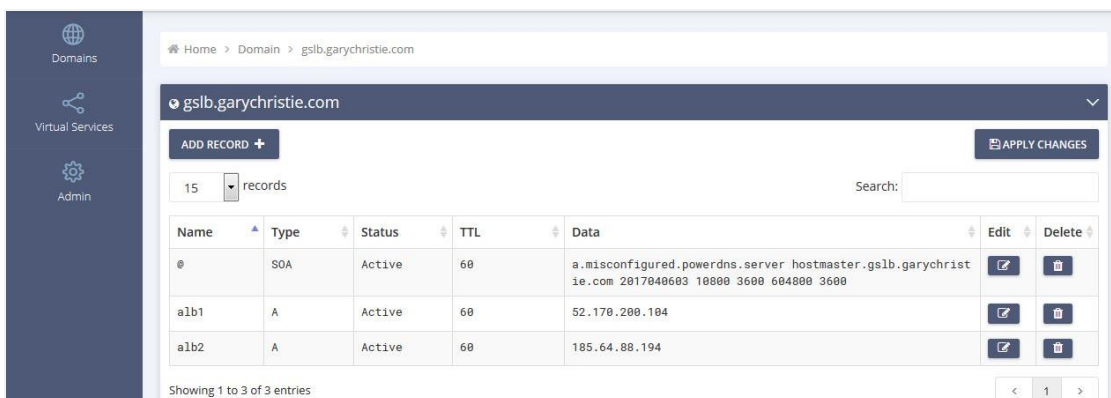 Domains
Virtual Services
Admin
Home > Domain > gslb.garychristie.com
gslb.garychristie.com
ADD RECORD +
APPLY CHANGES
15 records
Search:
Name Type Status TTL Data Edit Delete
@ SOA Active 60 a.misconfigured.powerdns.server hostmaster.gslb.garychrist
ie.com 2017040603 10800 3600 604800 3600
alb1 A Active 60 52.170.200.104
alb2 A Active 60 185.64.88.194
Showing 1 to 3 of 3 entries
< 1 >